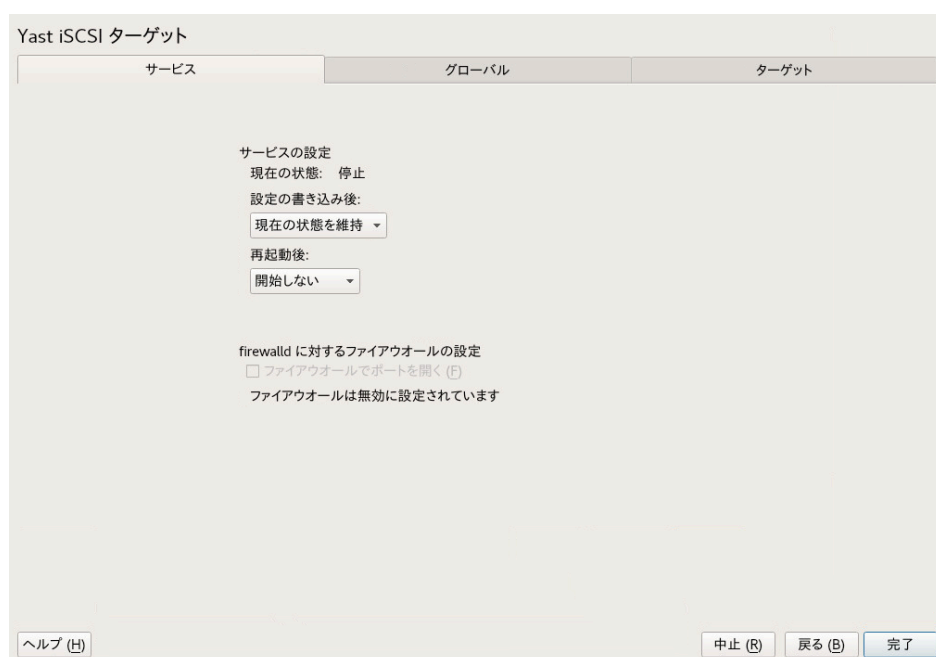 Yast iSCSI ターゲット
サービス
グローバル
ターゲット
サービスの設定
現在の状態: 停止
設定の書き込み後:
現在の状態を維持
再起動後:
開始しない
firewalld に対するファイアウオールの設定
ファイアウオールでポートを開く (F)
ファイアウオールは無効に設定されています
ヘルプ (H)
中止 (R)
戻る (B)
完了